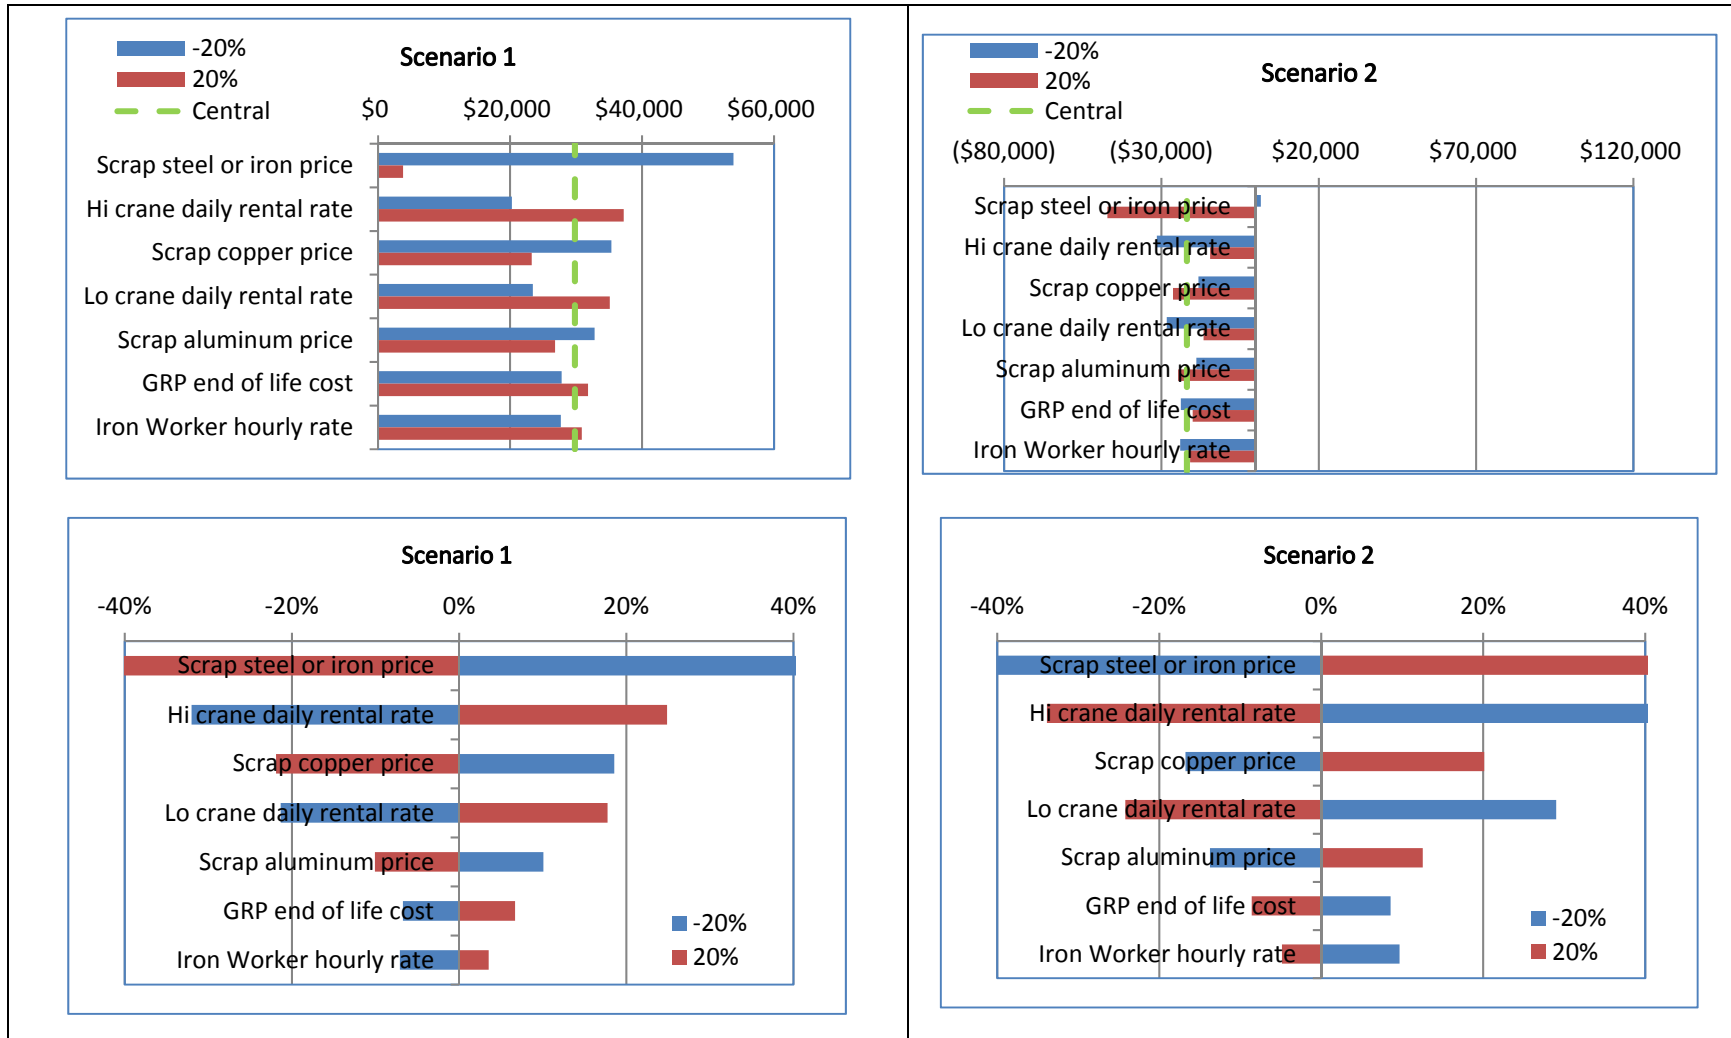 -20%
20%
Central
Scenario 1
$0 $20,000 $40,000 $60,000
Scrap steel or iron price
Hi crane daily rental rate
Scrap copper price
Lo crane daily rental rate
Scrap aluminum price
GRP end of life cost
Iron Worker hourly rate
-20%
20%
Central
Scenario 2
($80,000) ($30,000) $20,000 $70,000 $120,000
Scrap steel or iron price
Hi crane daily rental rate
Scrap copper price
Lo crane daily rental rate
Scrap aluminum price
GRP end of life cost
Iron Worker hourly rate
Scenario 1
-40% -20% 0% 20% 40%
Scrap steel or iron price
Hi crane daily rental rate
Scrap copper price
Lo crane daily rental rate
Scrap aluminum price
GRP end of life cost
Iron Worker hourly rate
-20%
20%
Scenario 2
-40% -20% 0% 20% 40%
Scrap steel or iron price
Hi crane daily rental rate
Scrap copper price
Lo crane daily rental rate
Scrap aluminum price
GRP end of life cost
Iron Worker hourly rate
-20%
20%